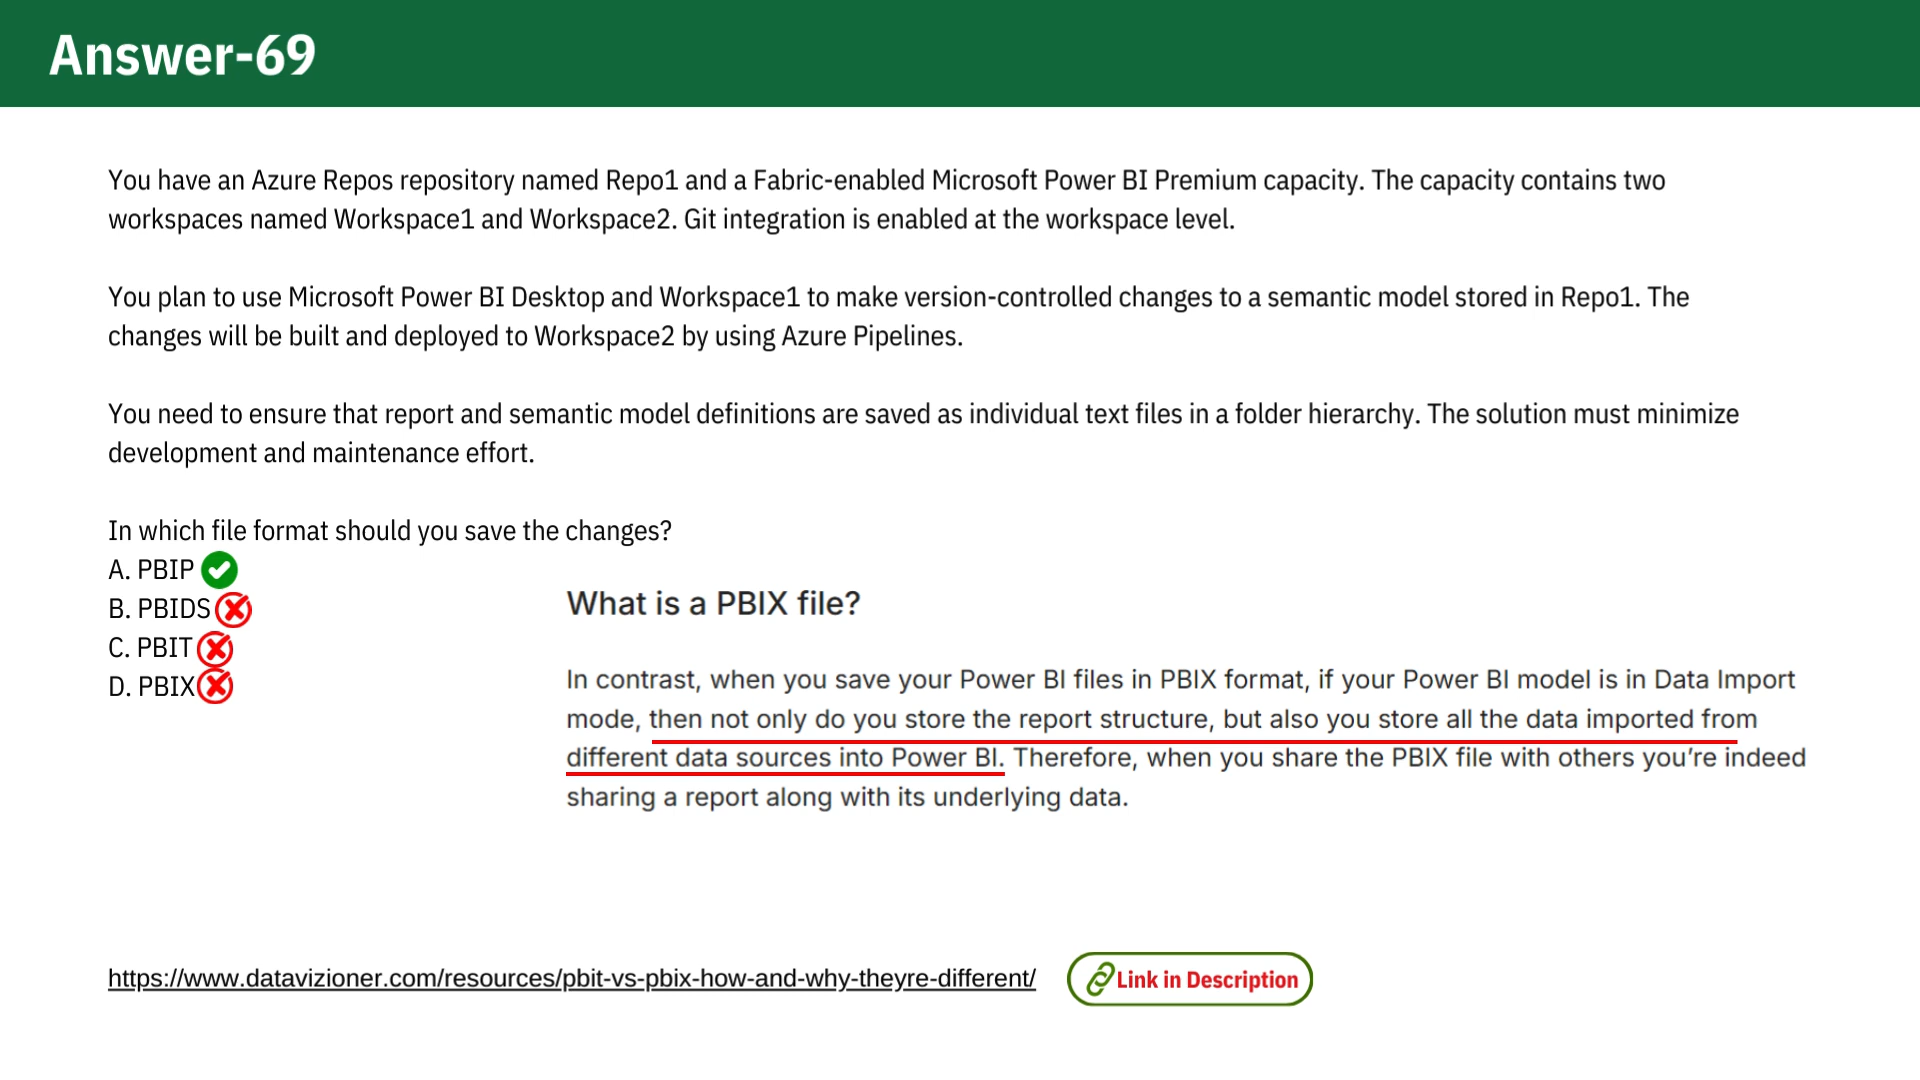 Answer-69
You have an Azure Repos repository named Repo1 and a Fabric-enabled Microsoft Power BI Premium capacity. The capacity contains two
workspaces named Workspace1 and Workspace2. Git integration is enabled at the workspace level.
You plan to use Microsoft Power BI Desktop and Workspace1 to make version-controlled changes to a semantic model stored in Repo1. The
changes will be built and deployed to Workspace2 by using Azure Pipelines.
You need to ensure that report and semantic model definitions are saved as individual text files in a folder hierarchy. The solution must minimize
development and maintenance effort.
In which file format should you save the changes?
A. PBIP
B. PBIDS
C. PBIT
D. PBIX
What is a PBIX file?
In contrast, when you save your Power BI files in PBIX format, if your Power BI model is in Data Import
mode, then not only do you store the report structure, but also you store all the data imported from
different data sources into Power BI. Therefore, when you share the PBIX file with others you’re indeed
sharing a report along with its underlying data.
https://www.datavizioner.com/resources/pbit-vs-pbix-how-and-why-theyre-different/
Link in Description